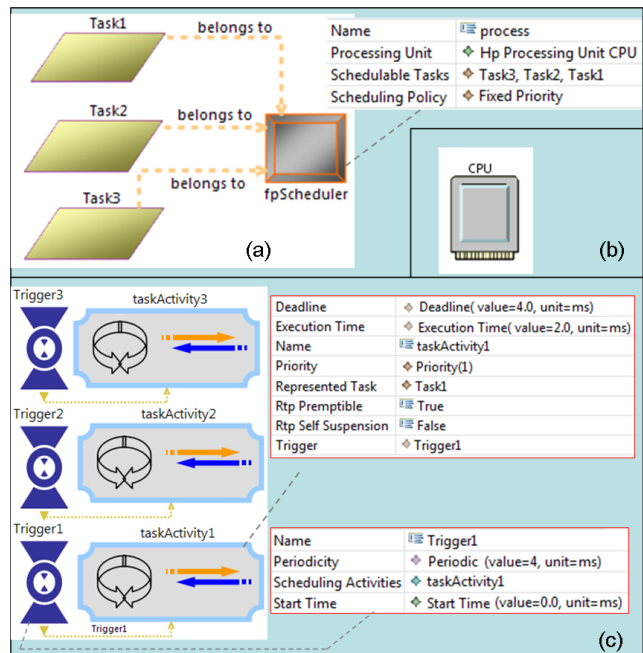 Task1
belongs to
Task2
belongs to
Task3
belongs to
fpScheduler
(a)
Name process
Processing Unit Hp Processing Unit CPU
Schedulable Tasks Task3, Task2, Task1
Scheduling Policy Fixed Priority
CPU
(b)
Trigger3
taskActivity3
Trigger2
taskActivity2
Trigger1
taskActivity1
Trigger1
Deadline Deadline( value=4.0, unit=ms)
Execution Time Execution Time( value=2.0, unit=ms)
Name taskActivity1
Priority Priority(1)
Represented Task Task1
Rtp Premptible True
Rtp Self Suspension False
Trigger Trigger1
Name Trigger1
Periodicity Periodic (value=4, unit=ms)
Scheduling Activities taskActivity1
Start Time Start Time (value=0.0, unit=ms)
(c)